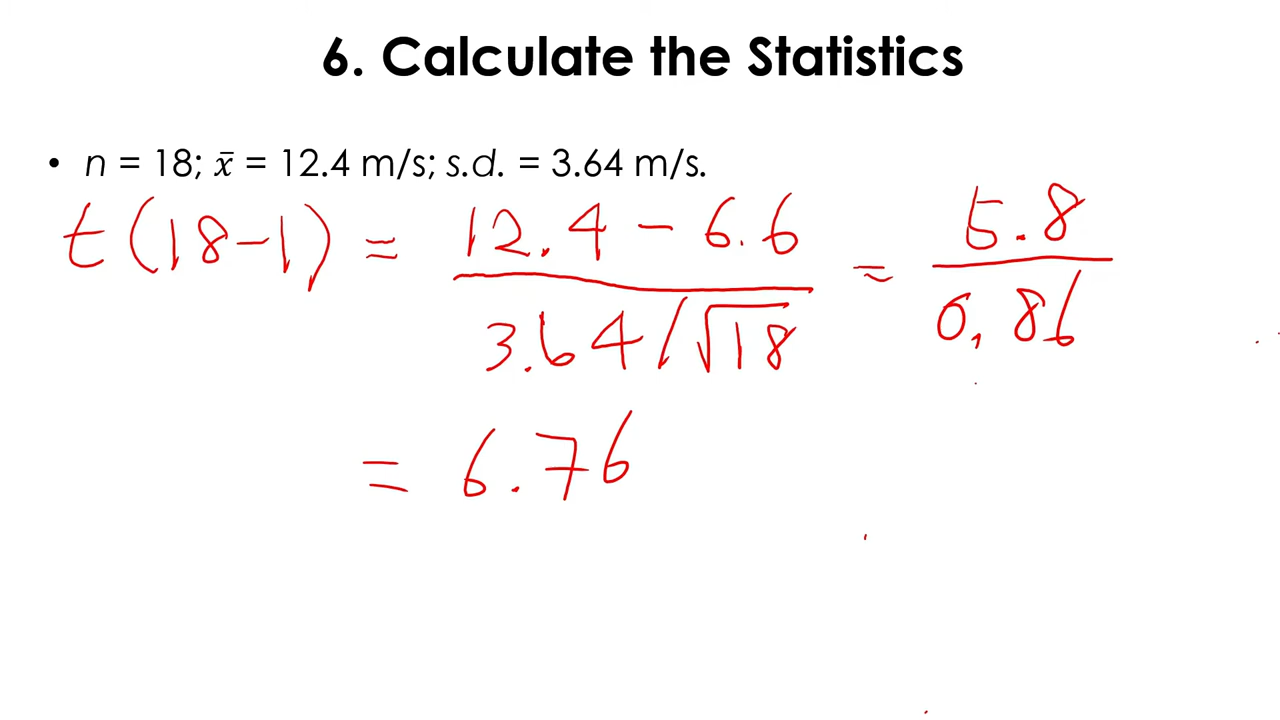 6. Calculate the Statistics
• n = 18; x̄ = 12.4 m/s; s.d. = 3.64 m/s.
t(18-1) = (12.4 - 6.6)/(3.64/√18) = 5.8/0,86
= 6.76